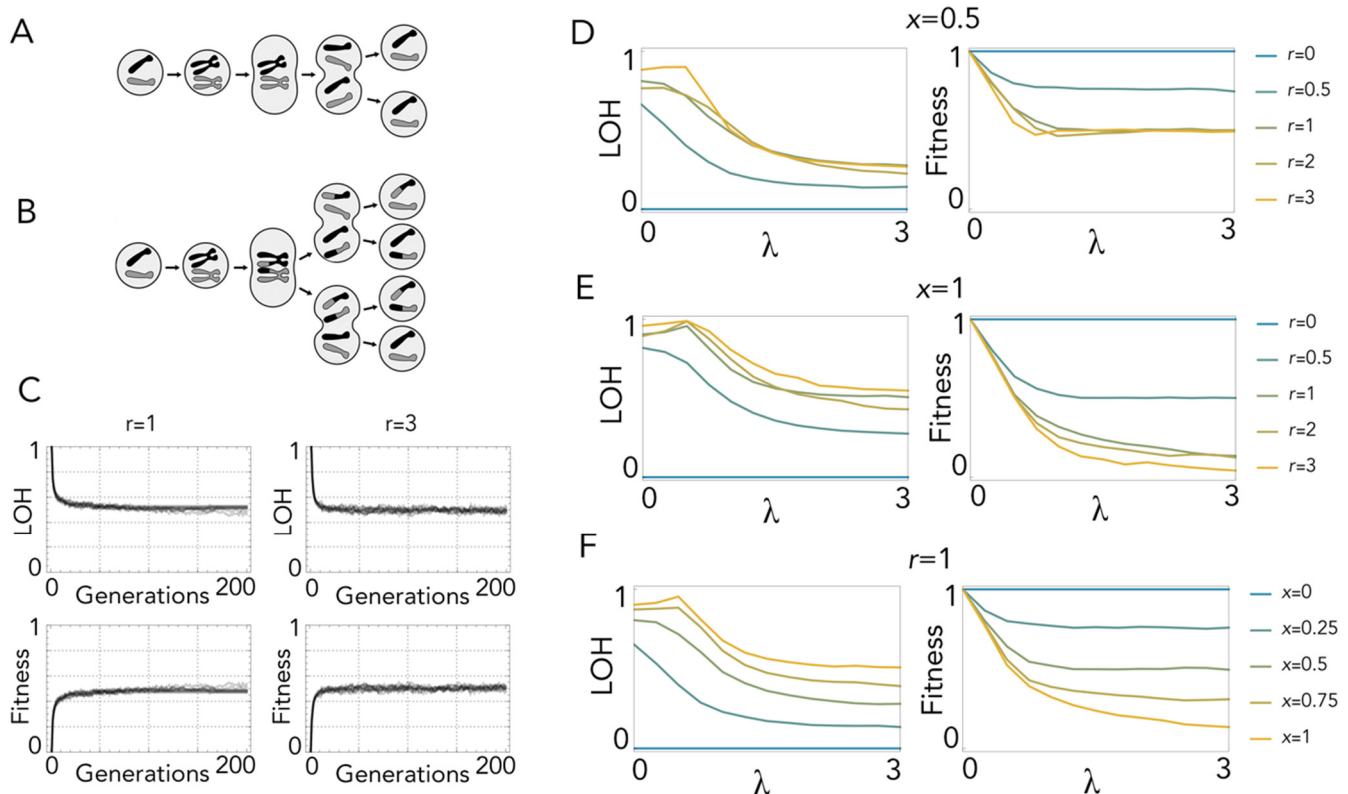 A
B
C
r=1
r=3
1
LOH
0
0
Generations
200
1
LOH
0
0
Generations
200
1
Fitness
0
0
Generations
200
1
Fitness
0
0
Generations
200
D
x=0.5
1
LOH
0
0
λ
3
1
Fitness
0
0
λ
3
r=0
r=0.5
r=1
r=2
r=3
E
x=1
1
LOH
0
0
λ
3
1
Fitness
0
0
λ
3
r=0
r=0.5
r=1
r=2
r=3
F
r=1
1
LOH
0
0
λ
3
1
Fitness
0
0
λ
3
x=0
x=0.25
x=0.5
x=0.75
x=1